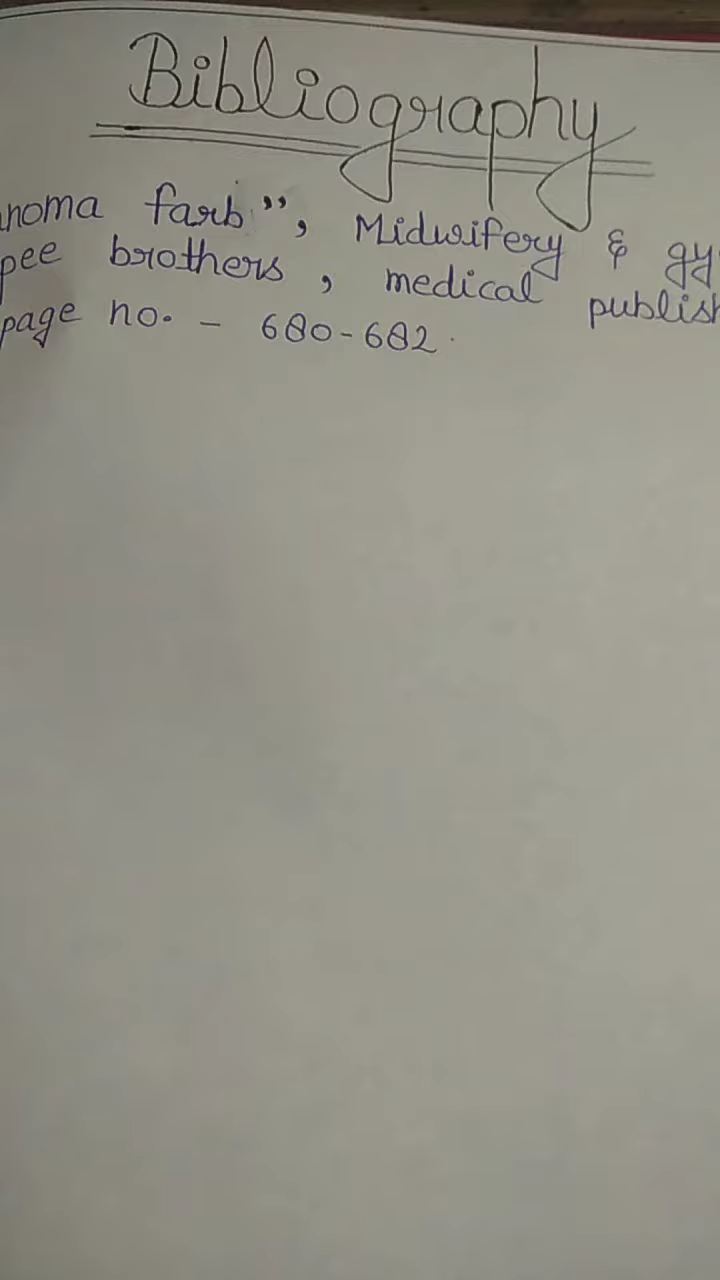 Bibliography
noma farb", Midwifery & gy
pee brothers, medical publish
page no. - 680-682.